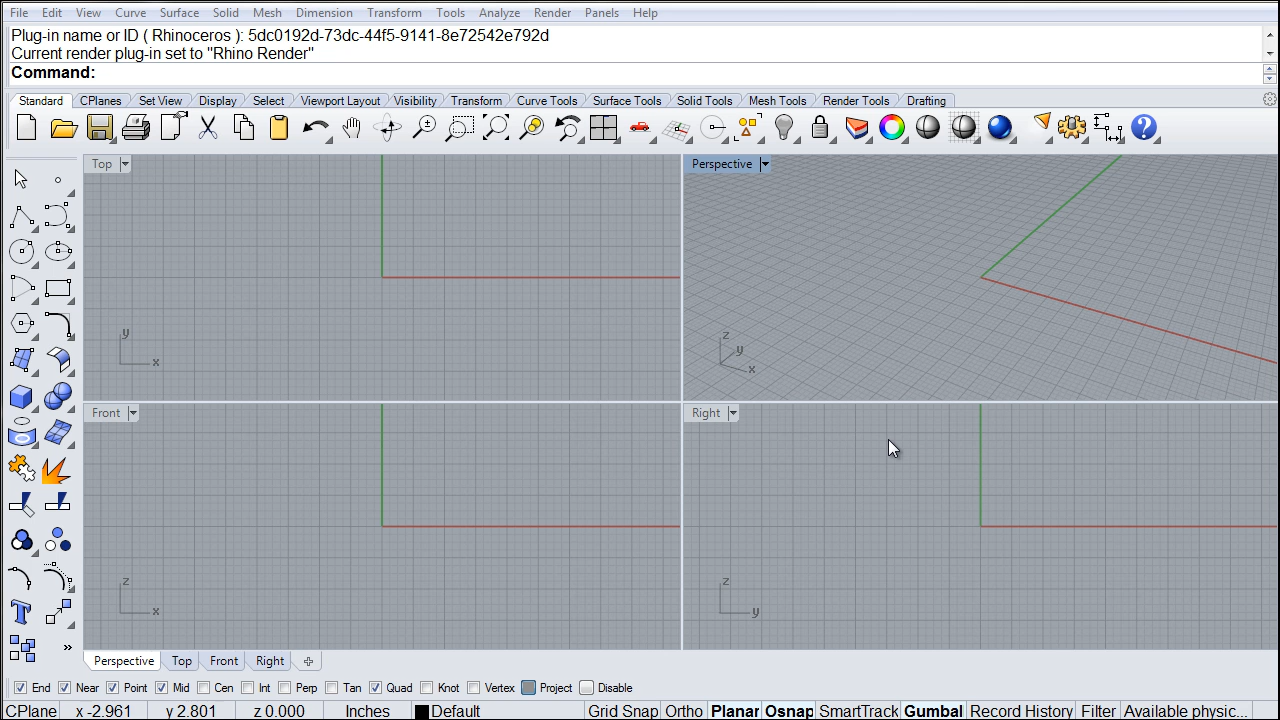 File Edit View Curve Surface Solid Mesh Dimension Transform Tools Analyze Render Panels Help
Plug-in name or ID ( Rhinoceros ): 5dc0192d-73dc-44f5-9141-8e72542e792d
Current render plug-in set to "Rhino Render"
Command:
Standard CPlanes Set View Display Select Viewport Layout Visibility Transform Curve Tools Surface Tools Solid Tools Mesh Tools Render Tools Drafting
Top Perspective
y
x
z
y
x
Front Right
z
x
z
y
Perspective Top Front Right
End Near Point Mid Cen Int Perp Tan Quad Knot Vertex Project Disable
CPlane x -2.961 y 2.801 z 0.000 Inches Default Grid Snap Ortho Planar Osnap SmartTrack Gumbal Record History Filter Available physic...